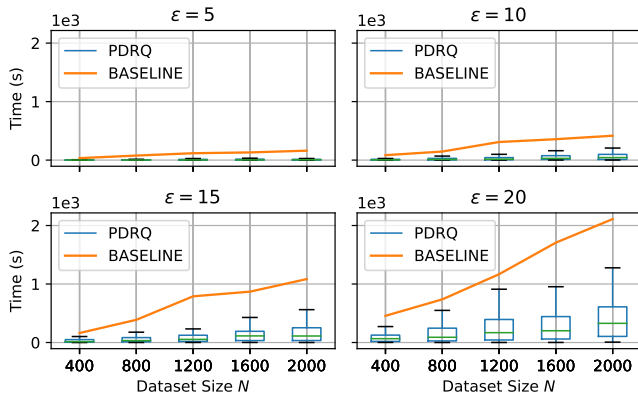 ε = 5
ε = 10
1e3
1e3
PDRQ
BASELINE
PDRQ
BASELINE
Time (s)
2
1
0
ε = 15
ε = 20
1e3
1e3
PDRQ
BASELINE
PDRQ
BASELINE
Time (s)
2
1
0
400 800 1200 1600 2000
400 800 1200 1600 2000
Dataset Size N
Dataset Size N